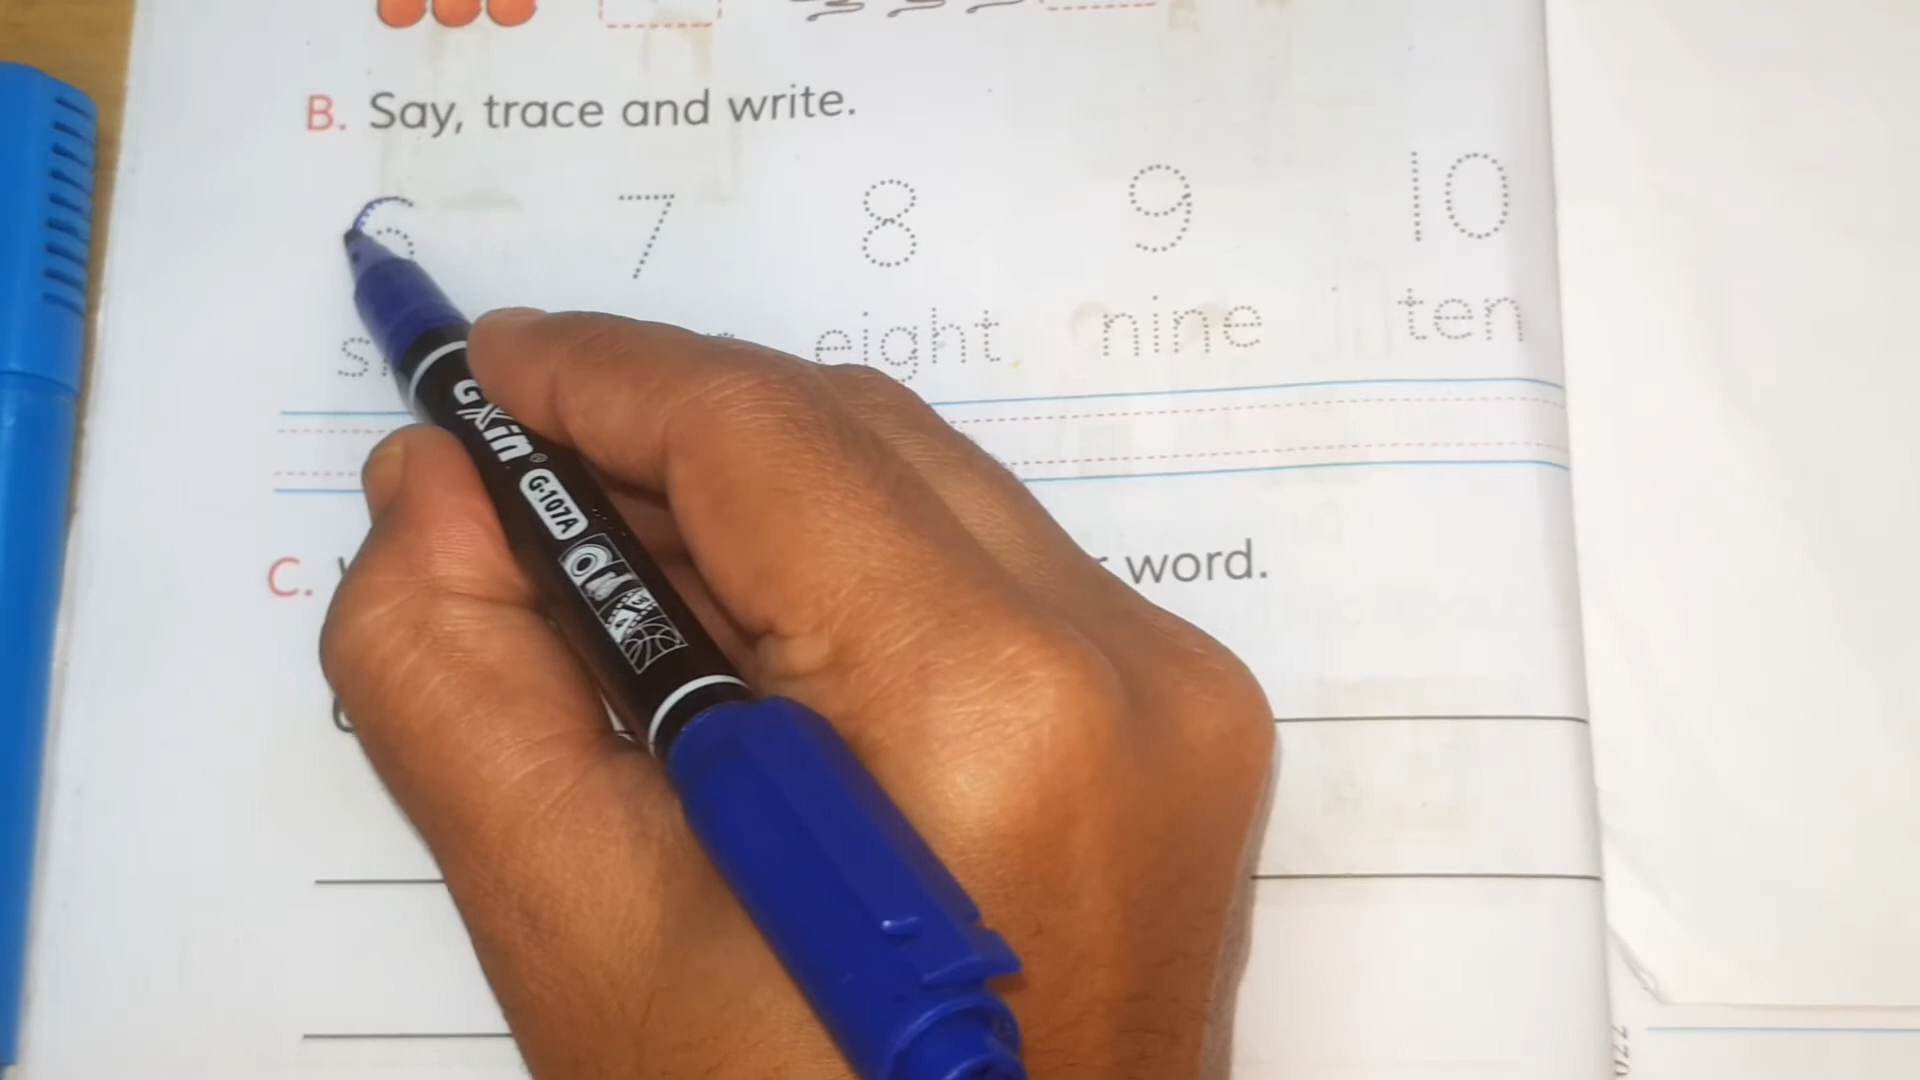 B. Say, trace and write.
6 7 8 9 10
eight nine ten
C. word.
GXin® G-107A